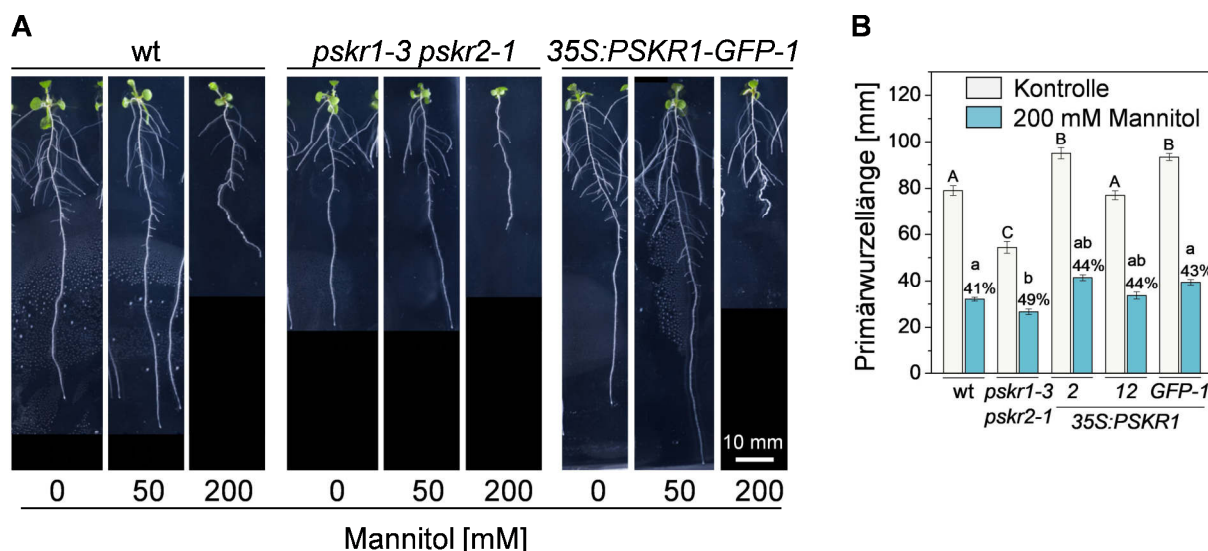 A
wt
pskr1-3 pskr2-1
35S:PSKR1-GFP-1
10 mm
0
50
200
0
50
200
0
50
200
Mannitol [mM]
B
Primärwurzellänge [mm]
120
100
80
60
40
20
0
Kontrolle
200 mM Mannitol
A
a
41%
C
b
49%
B
ab
44%
A
ab
44%
B
a
43%
wt
pskr1-3
2
12
GFP-1
pskr2-1
35S:PSKR1